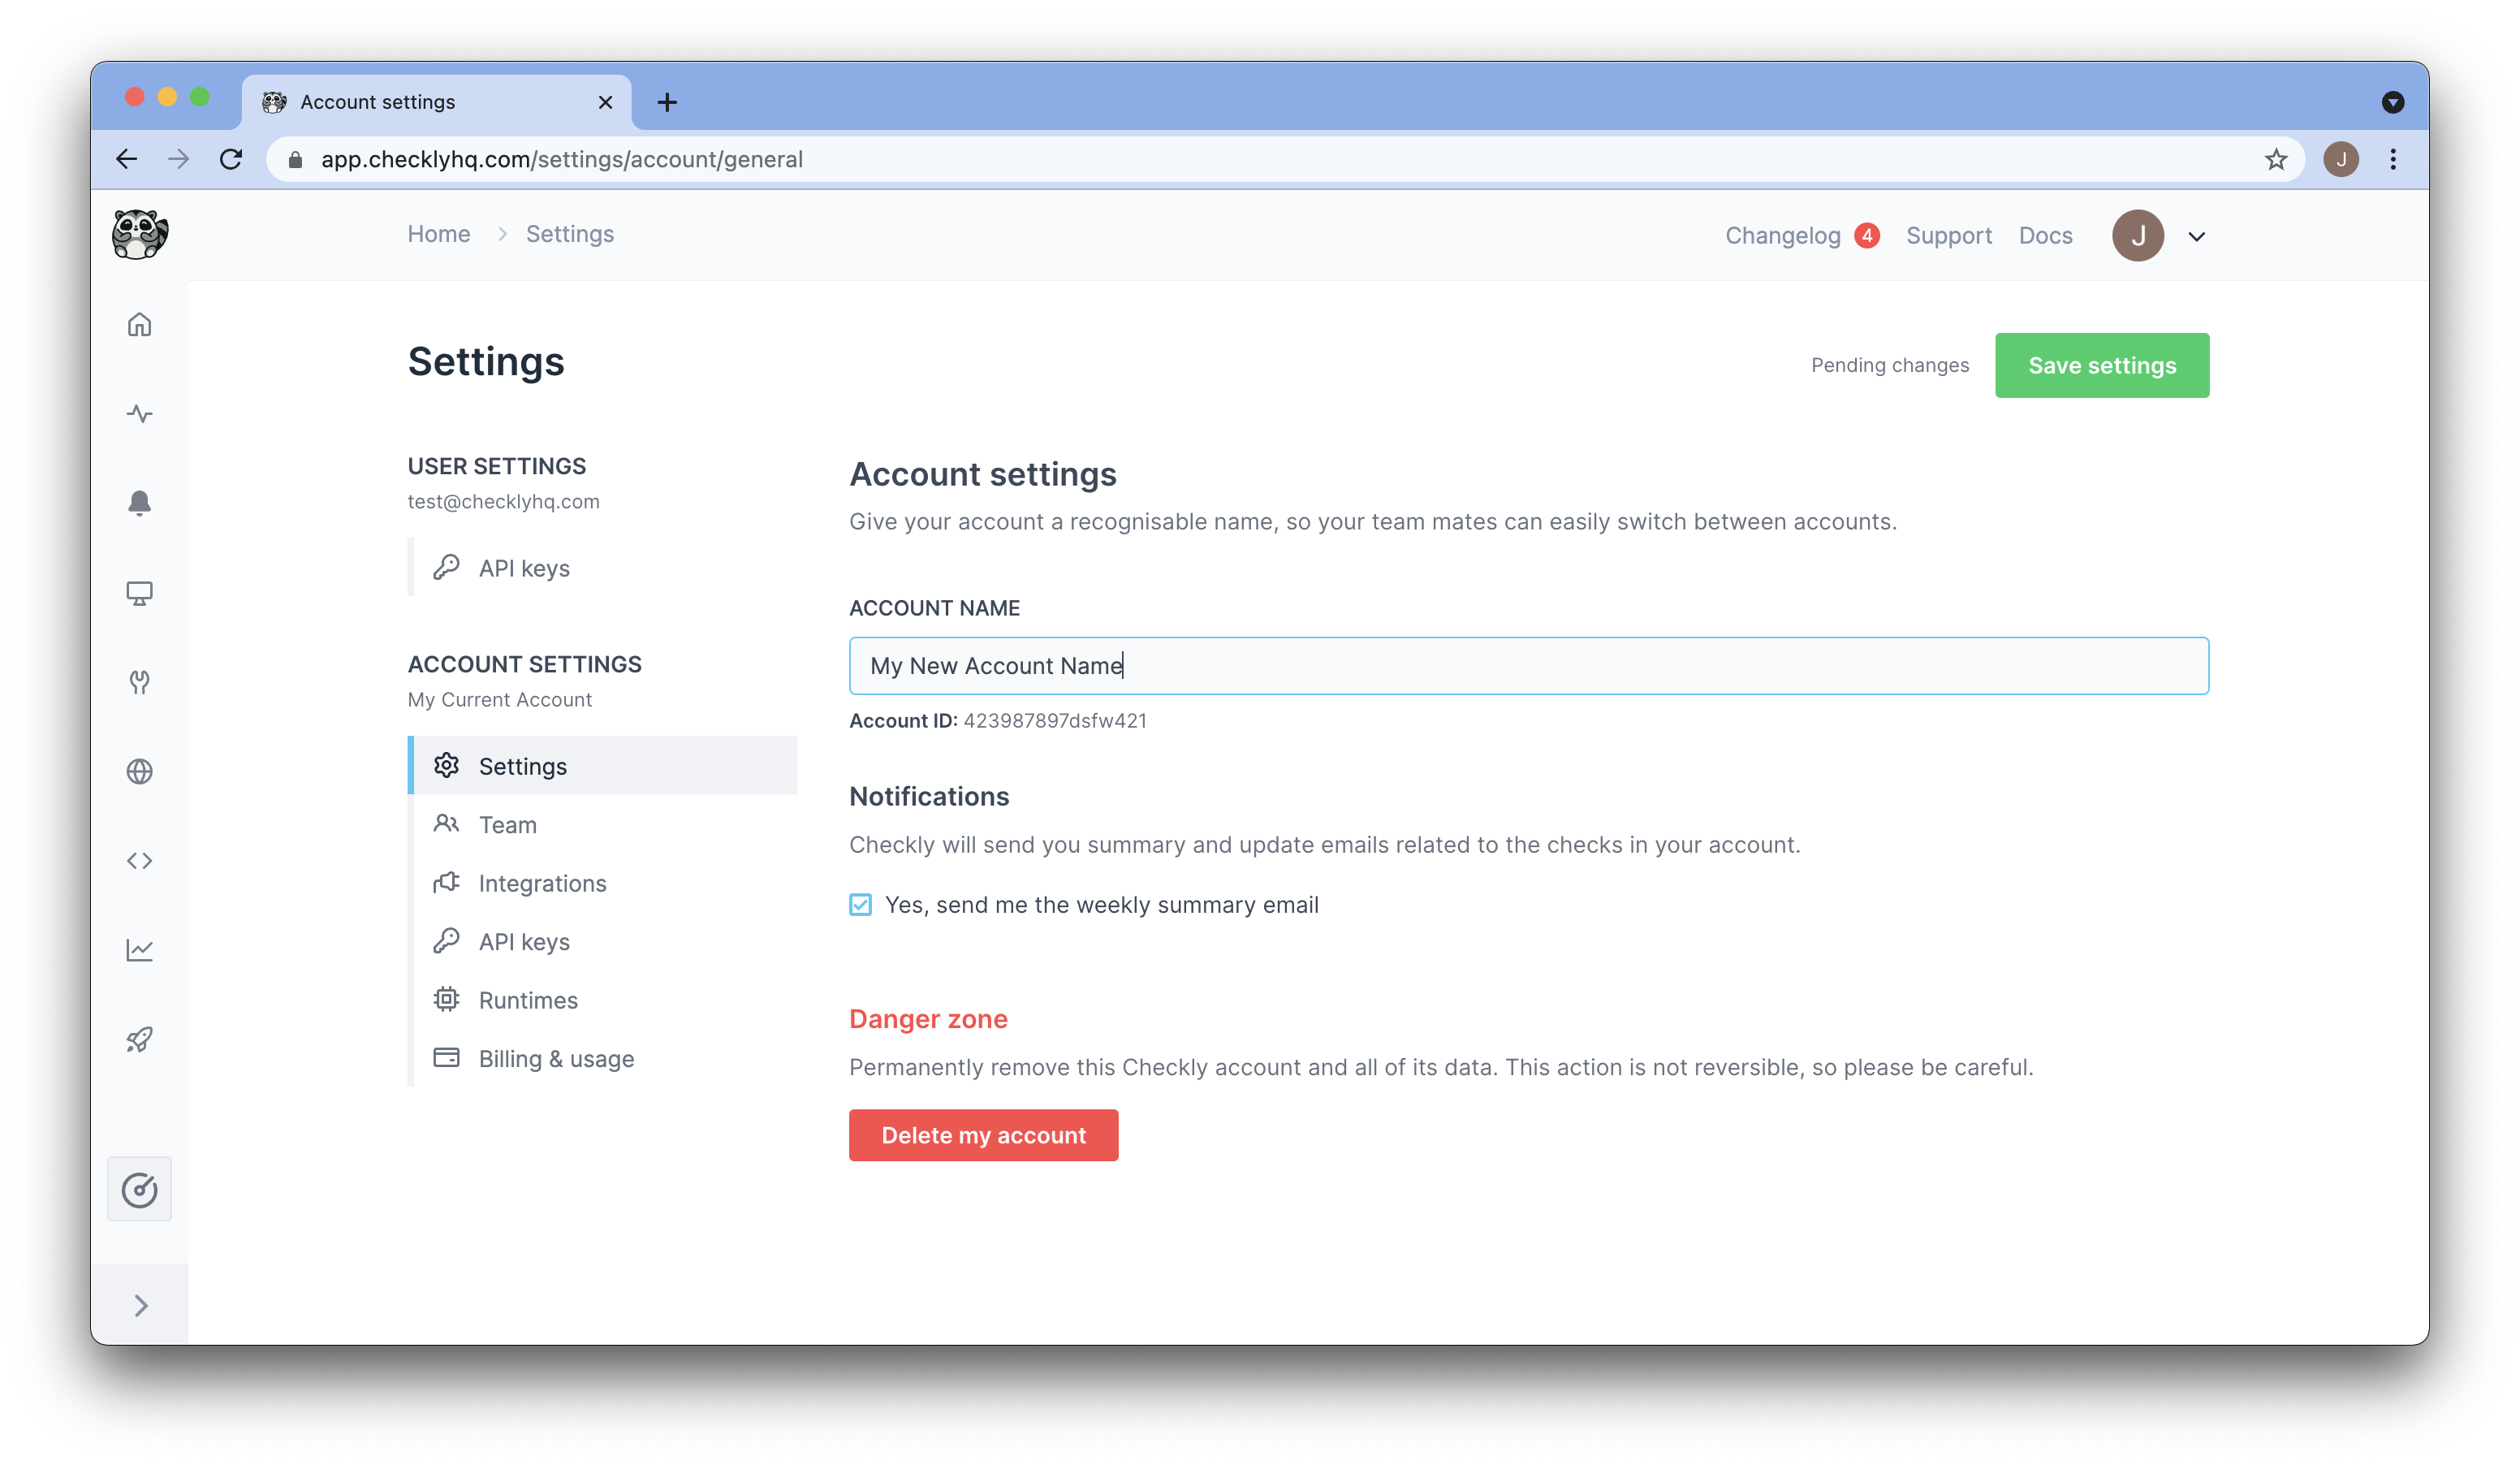 Account settings
app.checklyhq.com/settings/account/general
J
Home
Settings
Changelog 4
Support
Docs
J
Settings
Pending changes
Save settings
USER SETTINGS
test@checklyhq.com
API keys
ACCOUNT SETTINGS
My Current Account
Settings
Team
Integrations
API keys
Runtimes
Billing & usage
Account settings
Give your account a recognisable name, so your team mates can easily switch between accounts.
ACCOUNT NAME
My New Account Name
Account ID: 423987897dsfw421
Notifications
Checkly will send you summary and update emails related to the checks in your account.
Yes, send me the weekly summary email
Danger zone
Permanently remove this Checkly account and all of its data. This action is not reversible, so please be careful.
Delete my account